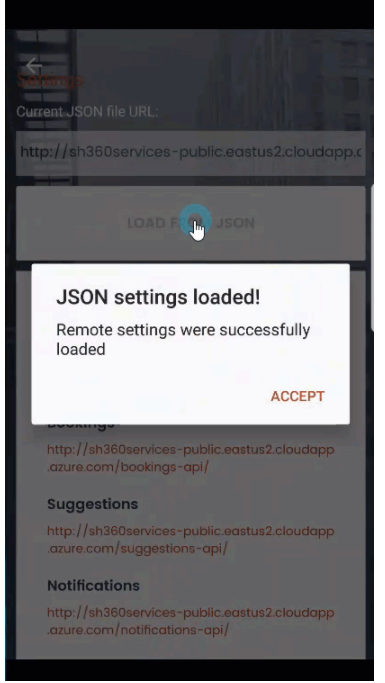 Settings
Current JSON file URL:
http://sh360services-public.eastus2.cloudapp.c
LOAD FROM JSON
JSON settings loaded!
Remote settings were successfully
loaded
ACCEPT
Bookings
http://sh360services-public.eastus2.cloudapp
.azure.com/bookings-api/
Suggestions
http://sh360services-public.eastus2.cloudapp
.azure.com/suggestions-api/
Notifications
http://sh360services-public.eastus2.cloudapp
.azure.com/notifications-api/